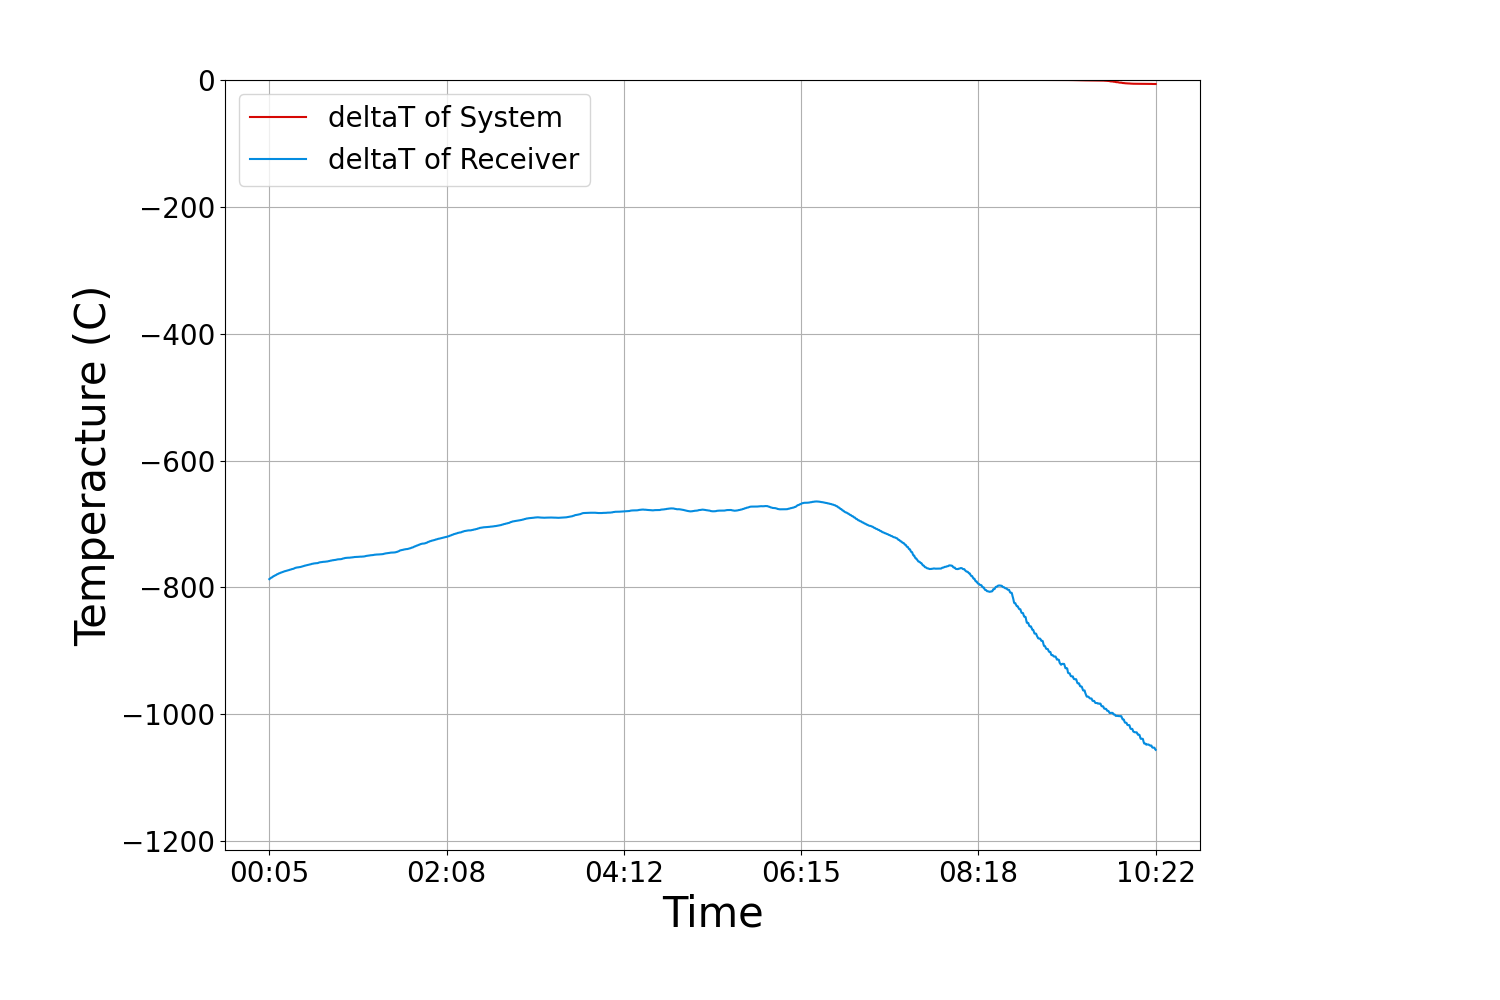 deltaT of System
deltaT of Receiver
0
−200
−400
−600
−800
−1000
−1200
Temperacture (C)
00:05 02:08 04:12 06:15 08:18 10:22
Time